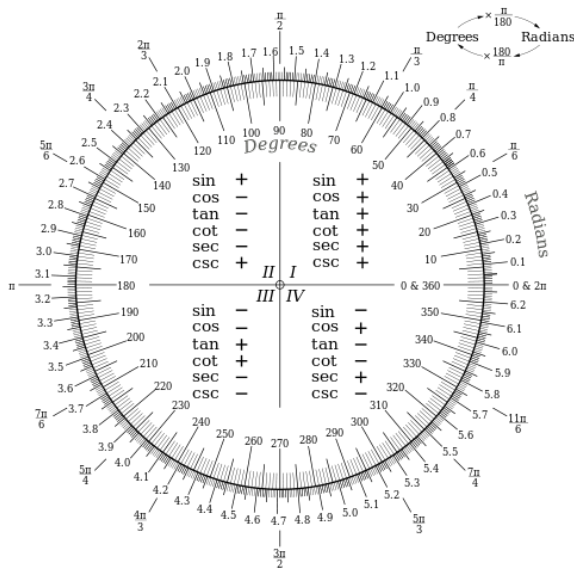 π/2
× π/180
Degrees
Radians
× 180/π
2π/3
π/3
3π/4
π/4
5π/6
π/6
π
0 & 2π
7π/6
11π/6
5π/4
7π/4
4π/3
5π/3
3π/2
Radians
0.1
0.2
0.3
0.4
0.5
0.6
0.7
0.8
0.9
1.0
1.1
1.2
1.3
1.4
1.5
1.6
1.7
1.8
1.9
2.0
2.1
2.2
2.3
2.4
2.5
2.6
2.7
2.8
2.9
3.0
3.1
3.2
3.3
3.4
3.5
3.6
3.7
3.8
3.9
4.0
4.1
4.2
4.3
4.4
4.5
4.6
4.7
4.8
4.9
5.0
5.1
5.2
5.3
5.4
5.5
5.6
5.7
5.8
5.9
6.0
6.1
6.2
Degrees
0 & 360
10
20
30
40
50
60
70
80
90
100
110
120
130
140
150
160
170
180
190
200
210
220
230
240
250
260
270
280
290
300
310
320
330
340
350
sin +
cos −
tan −
cot −
sec −
csc +
II
sin +
cos +
tan +
cot +
sec +
csc +
I
III
sin −
cos −
tan +
cot +
sec −
csc −
IV
sin −
cos +
tan −
cot −
sec +
csc −